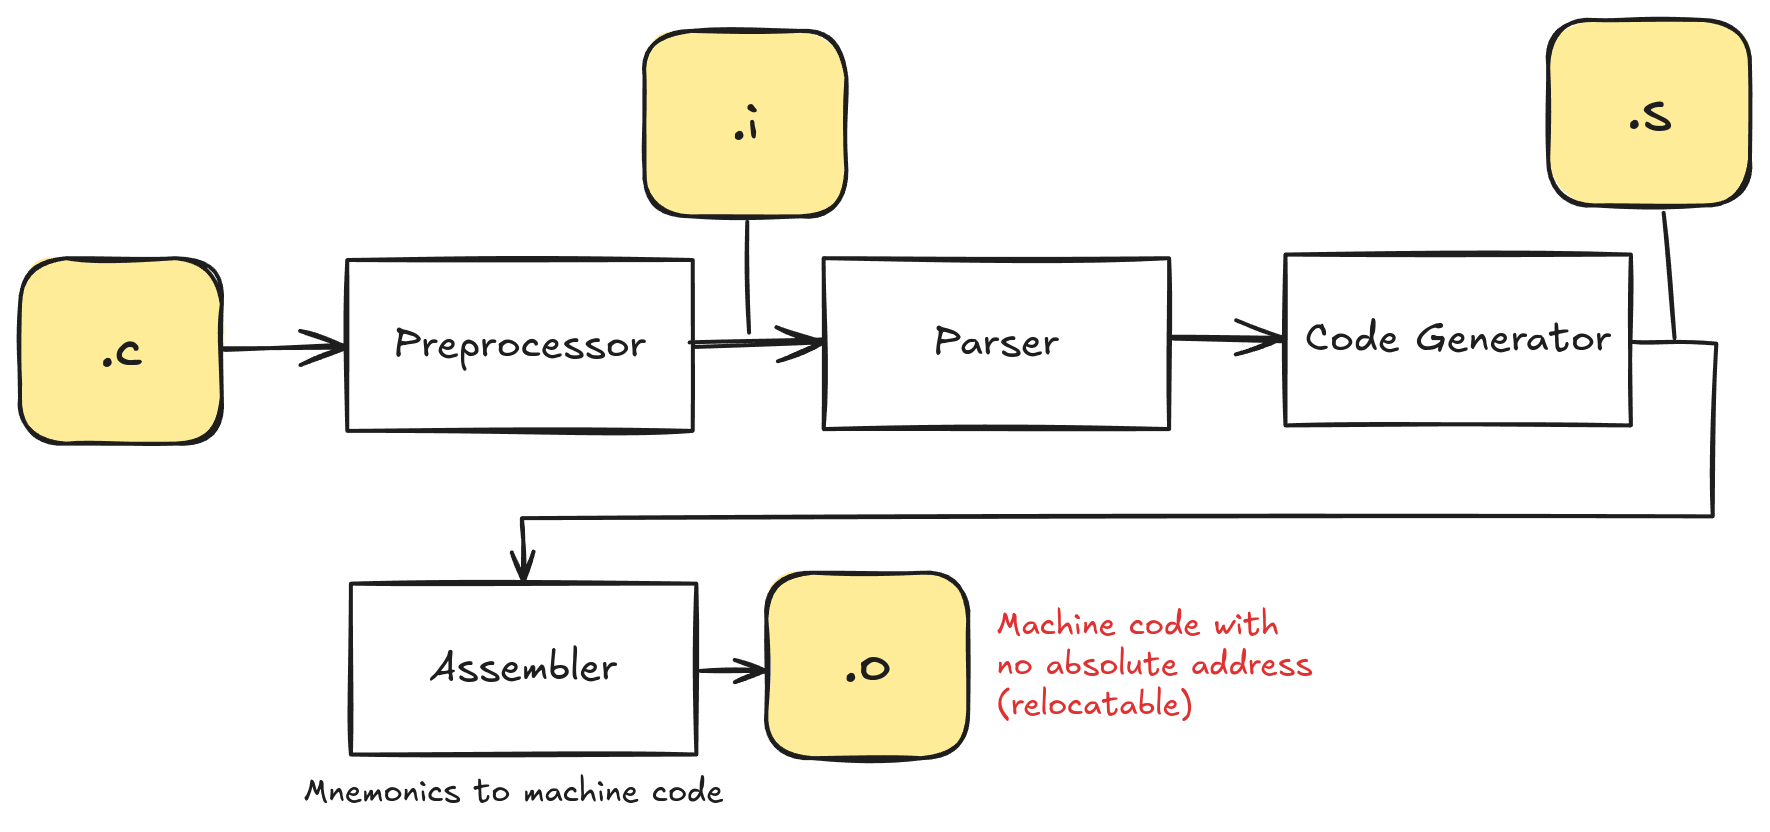 .i
.s
.c
Preprocessor
Parser
Code Generator
Assembler
.o
Machine code with
no absolute address
(relocatable)
Mnemonics to machine code